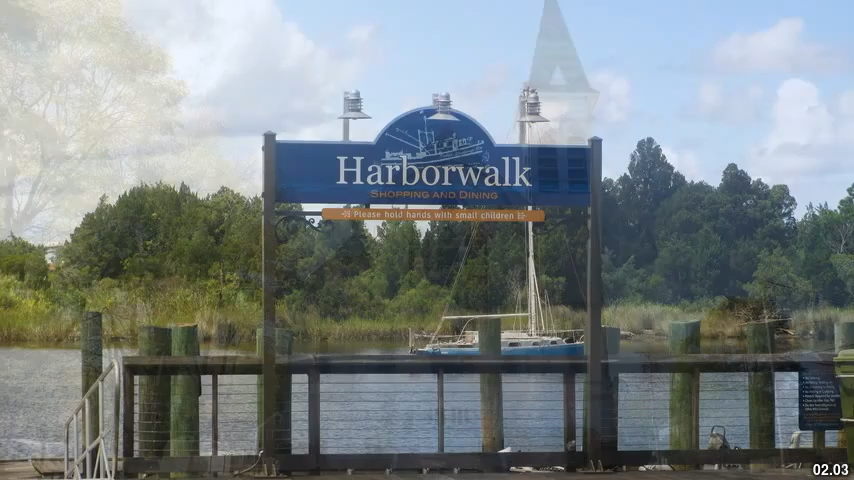 Harborwalk
SHOPPING AND DINING
Please hold hands with small children
02.03